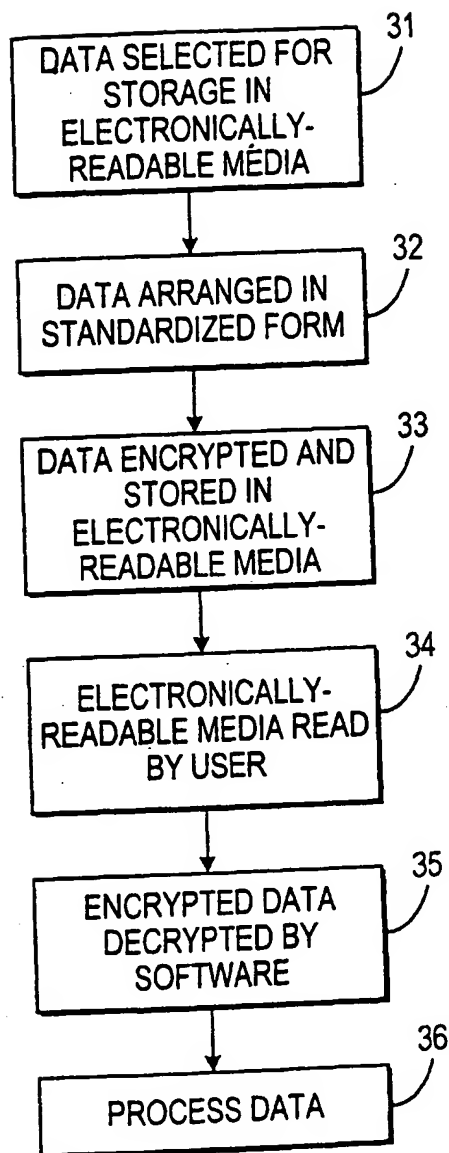 31
DATA SELECTED FOR
STORAGE IN
ELECTRONICALLY-
READABLE MEDIA
32
DATA ARRANGED IN
STANDARDIZED FORM
33
DATA ENCRYPTED AND
STORED IN
ELECTRONICALLY-
READABLE MEDIA
34
ELECTRONICALLY-
READABLE MEDIA READ
BY USER
35
ENCRYPTED DATA
DECRYPTED BY
SOFTWARE
36
PROCESS DATA